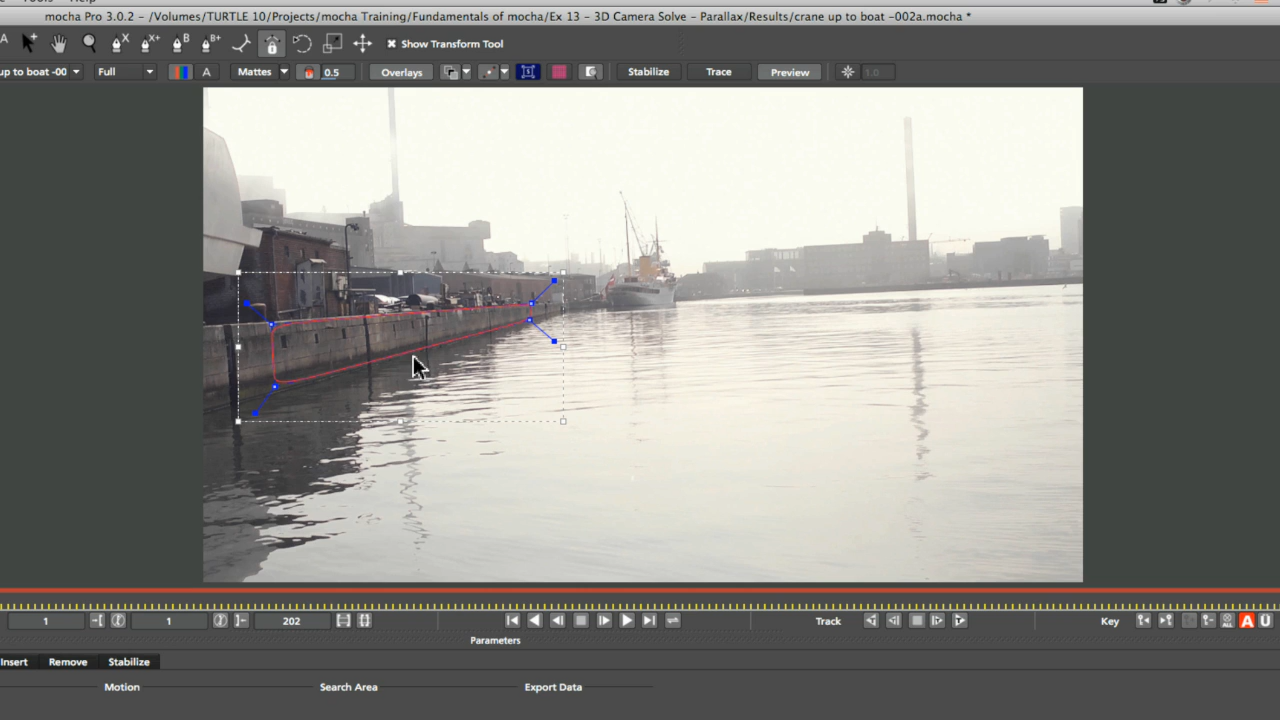 Help
mocha Pro 3.0.2 - /Volumes/TURTLE 10/Projects/mocha Training/Fundamentals of mocha/Ex 13 - 3D Camera Solve - Parallax/Results/crane up to boat -002a.mocha *
A X X+ B B+ Show Transform Tool
up to boat -00 Full A Mattes 0.5 Overlays S Stabilize Trace Preview 1.0
1 1 202 Track Key ALL A Ü
Parameters
Insert Remove Stabilize
Motion Search Area Export Data